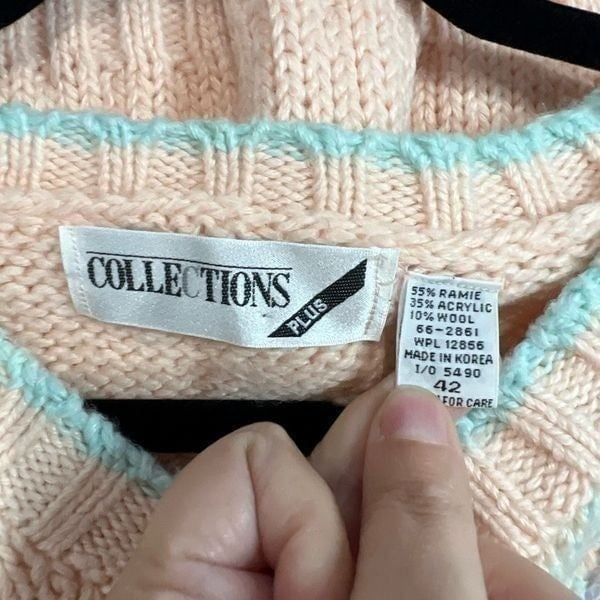 COLLECTIONS
PLUS
55% RAMIE
35% ACRYLIC
10% WOOL
66-2861
WPL 12856
MADE IN KOREA
I/O 5490
42
FOR CARE